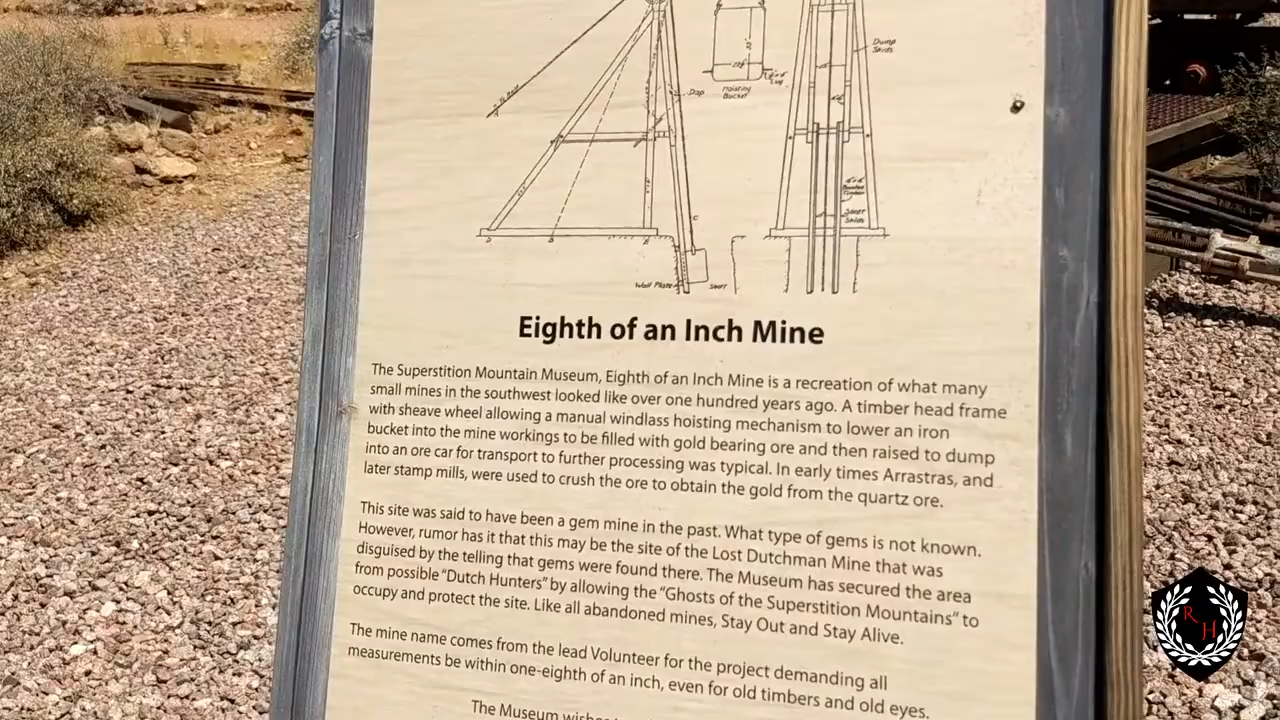 Dump
Skids
Hoisting
Bucket
Dap
Shaft
Skids
Wall Plate
Shaft
Eighth of an Inch Mine
The Superstition Mountain Museum, Eighth of an Inch Mine is a recreation of what many
small mines in the southwest looked like over one hundred years ago. A timber head frame
with sheave wheel allowing a manual windlass hoisting mechanism to lower an iron
bucket into the mine workings to be filled with gold bearing ore and then raised to dump
into an ore car for transport to further processing was typical. In early times Arrastras, and
later stamp mills, were used to crush the ore to obtain the gold from the quartz ore.
This site was said to have been a gem mine in the past. What type of gems is not known.
However, rumor has it that this may be the site of the Lost Dutchman Mine that was
disguised by the telling that gems were found there. The Museum has secured the area
from possible "Dutch Hunters" by allowing the "Ghosts of the Superstition Mountains" to
occupy and protect the site. Like all abandoned mines, Stay Out and Stay Alive.
The mine name comes from the lead Volunteer for the project demanding all
measurements be within one-eighth of an inch, even for old timbers and old eyes.
The Museum
R H